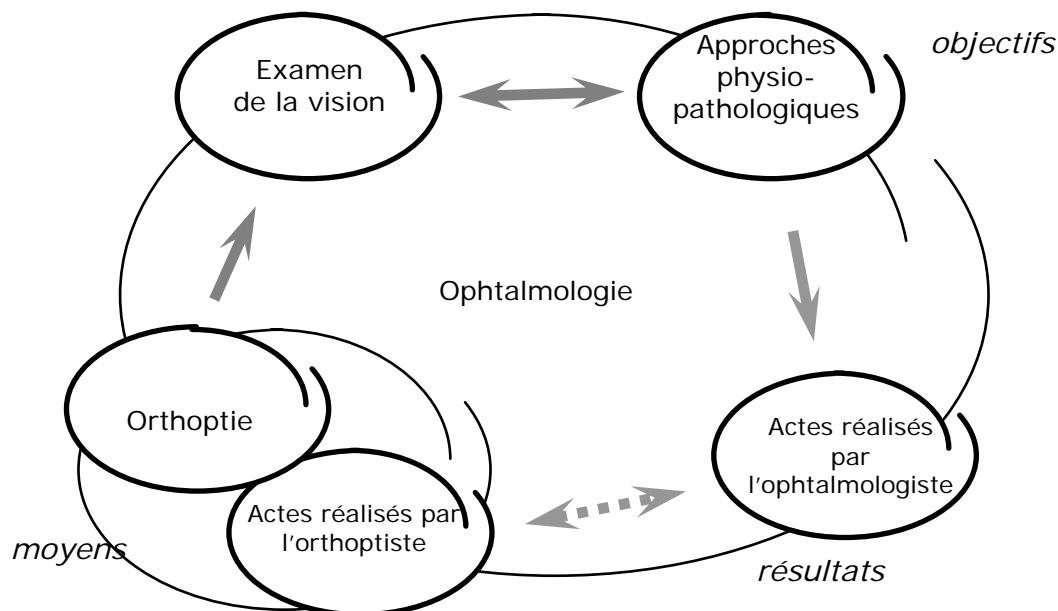 Examen
de la vision
Approches
physio-
pathologiques
objectifs
Ophtalmologie
Orthoptie
Actes réalisés
par
l'ophtalmologiste
Actes réalisés par
l'orthoptiste
moyens
résultats